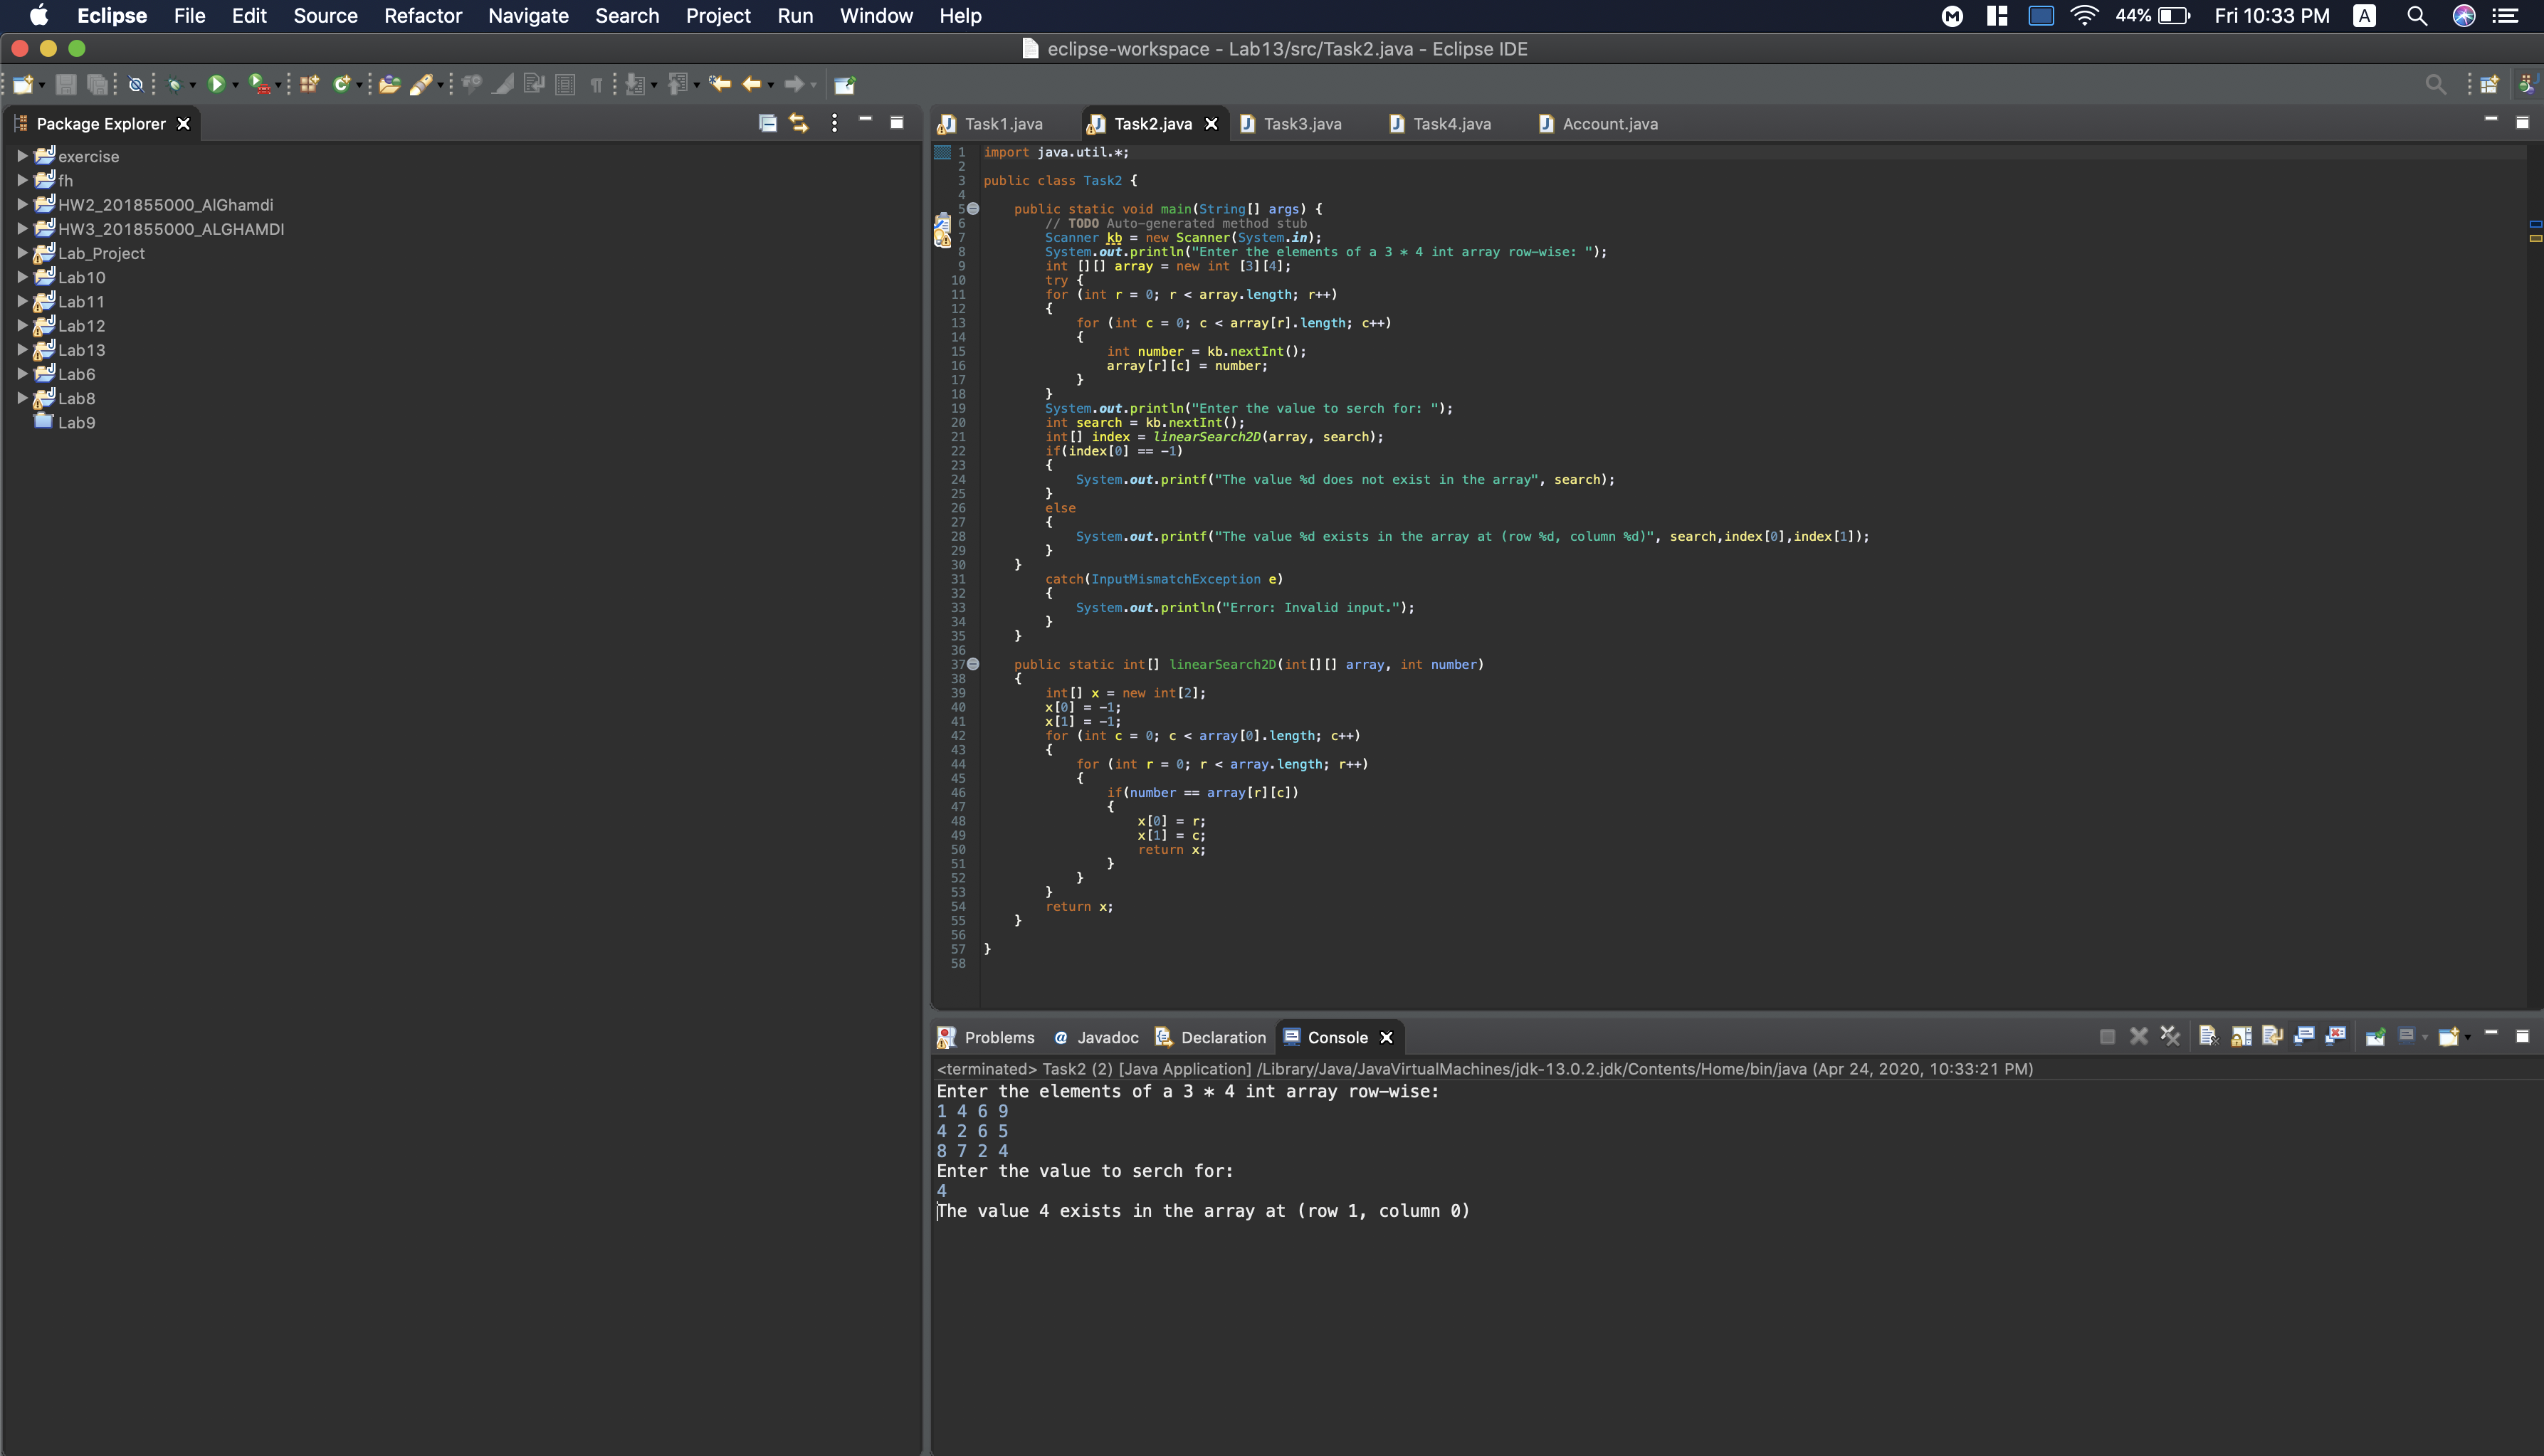 Eclipse File Edit Source Refactor Navigate Search Project Run Window Help 44% Fri 10:33 PM A
eclipse-workspace - Lab13/src/Task2.java - Eclipse IDE
Package Explorer
exercise
fh
HW2_201855000_AlGhamdi
HW3_201855000_ALGHAMDI
Lab_Project
Lab10
Lab11
Lab12
Lab13
Lab6
Lab8
Lab9
Task1.java Task2.java Task3.java Task4.java Account.java
1 import java.util.*;
2
3 public class Task2 {
4
5 public static void main(String[] args) {
6 // TODO Auto-generated method stub
7 Scanner kb = new Scanner(System.in);
8 System.out.println("Enter the elements of a 3 * 4 int array row-wise: ");
9 int [][] array = new int [3][4];
10 try {
11 for (int r = 0; r < array.length; r++)
12 {
13 for (int c = 0; c < array[r].length; c++)
14 {
15 int number = kb.nextInt();
16 array[r][c] = number;
17 }
18 }
19 System.out.println("Enter the value to serch for: ");
20 int search = kb.nextInt();
21 int[] index = linearSearch2D(array, search);
22 if(index[0] == -1)
23 {
24 System.out.printf("The value %d does not exist in the array", search);
25 }
26 else
27 {
28 System.out.printf("The value %d exists in the array at (row %d, column %d)", search,index[0],index[1]);
29 }
30 }
31 catch(InputMismatchException e)
32 {
33 System.out.println("Error: Invalid input.");
34 }
35 }
36
37 public static int[] linearSearch2D(int[][] array, int number)
38 {
39 int[] x = new int[2];
40 x[0] = -1;
41 x[1] = -1;
42 for (int c = 0; c < array[0].length; c++)
43 {
44 for (int r = 0; r < array.length; r++)
45 {
46 if(number == array[r][c])
47 {
48 x[0] = r;
49 x[1] = c;
50 return x;
51 }
52 }
53 }
54 return x;
55 }
56
57 }
58
Problems Javadoc Declaration Console
<terminated> Task2 (2) [Java Application] /Library/Java/JavaVirtualMachines/jdk-13.0.2.jdk/Contents/Home/bin/java (Apr 24, 2020, 10:33:21 PM)
Enter the elements of a 3 * 4 int array row-wise:
1 4 6 9
4 2 6 5
8 7 2 4
Enter the value to serch for:
4
The value 4 exists in the array at (row 1, column 0)